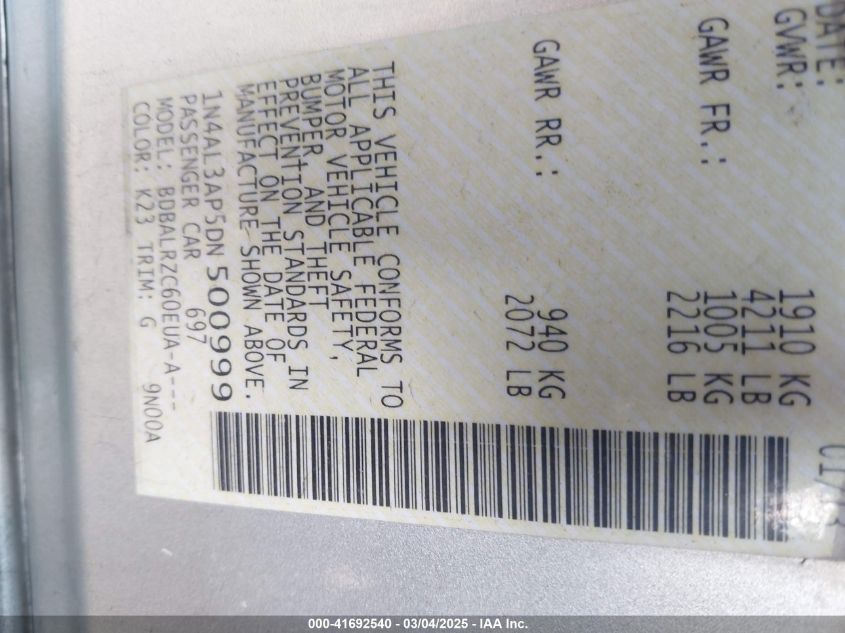 DATE:
GVWR: 1910 KG
4211 LB
GAWR FR.: 1005 KG
2216 LB
GAWR RR.: 940 KG
2072 LB
THIS VEHICLE CONFORMS TO
ALL APPLICABLE FEDERAL
MOTOR VEHICLE SAFETY,
BUMPER, AND THEFT
PREVENTION STANDARDS IN
EFFECT ON THE DATE OF
MANUFACTURE SHOWN ABOVE.
1N4AL3AP5DN500999
PASSENGER CAR 697
MODEL: BDBALRZC60EUA-A---
COLOR: K23 TRIM: G 9N00A
000-41692540 - 03/04/2025 - IAA Inc.